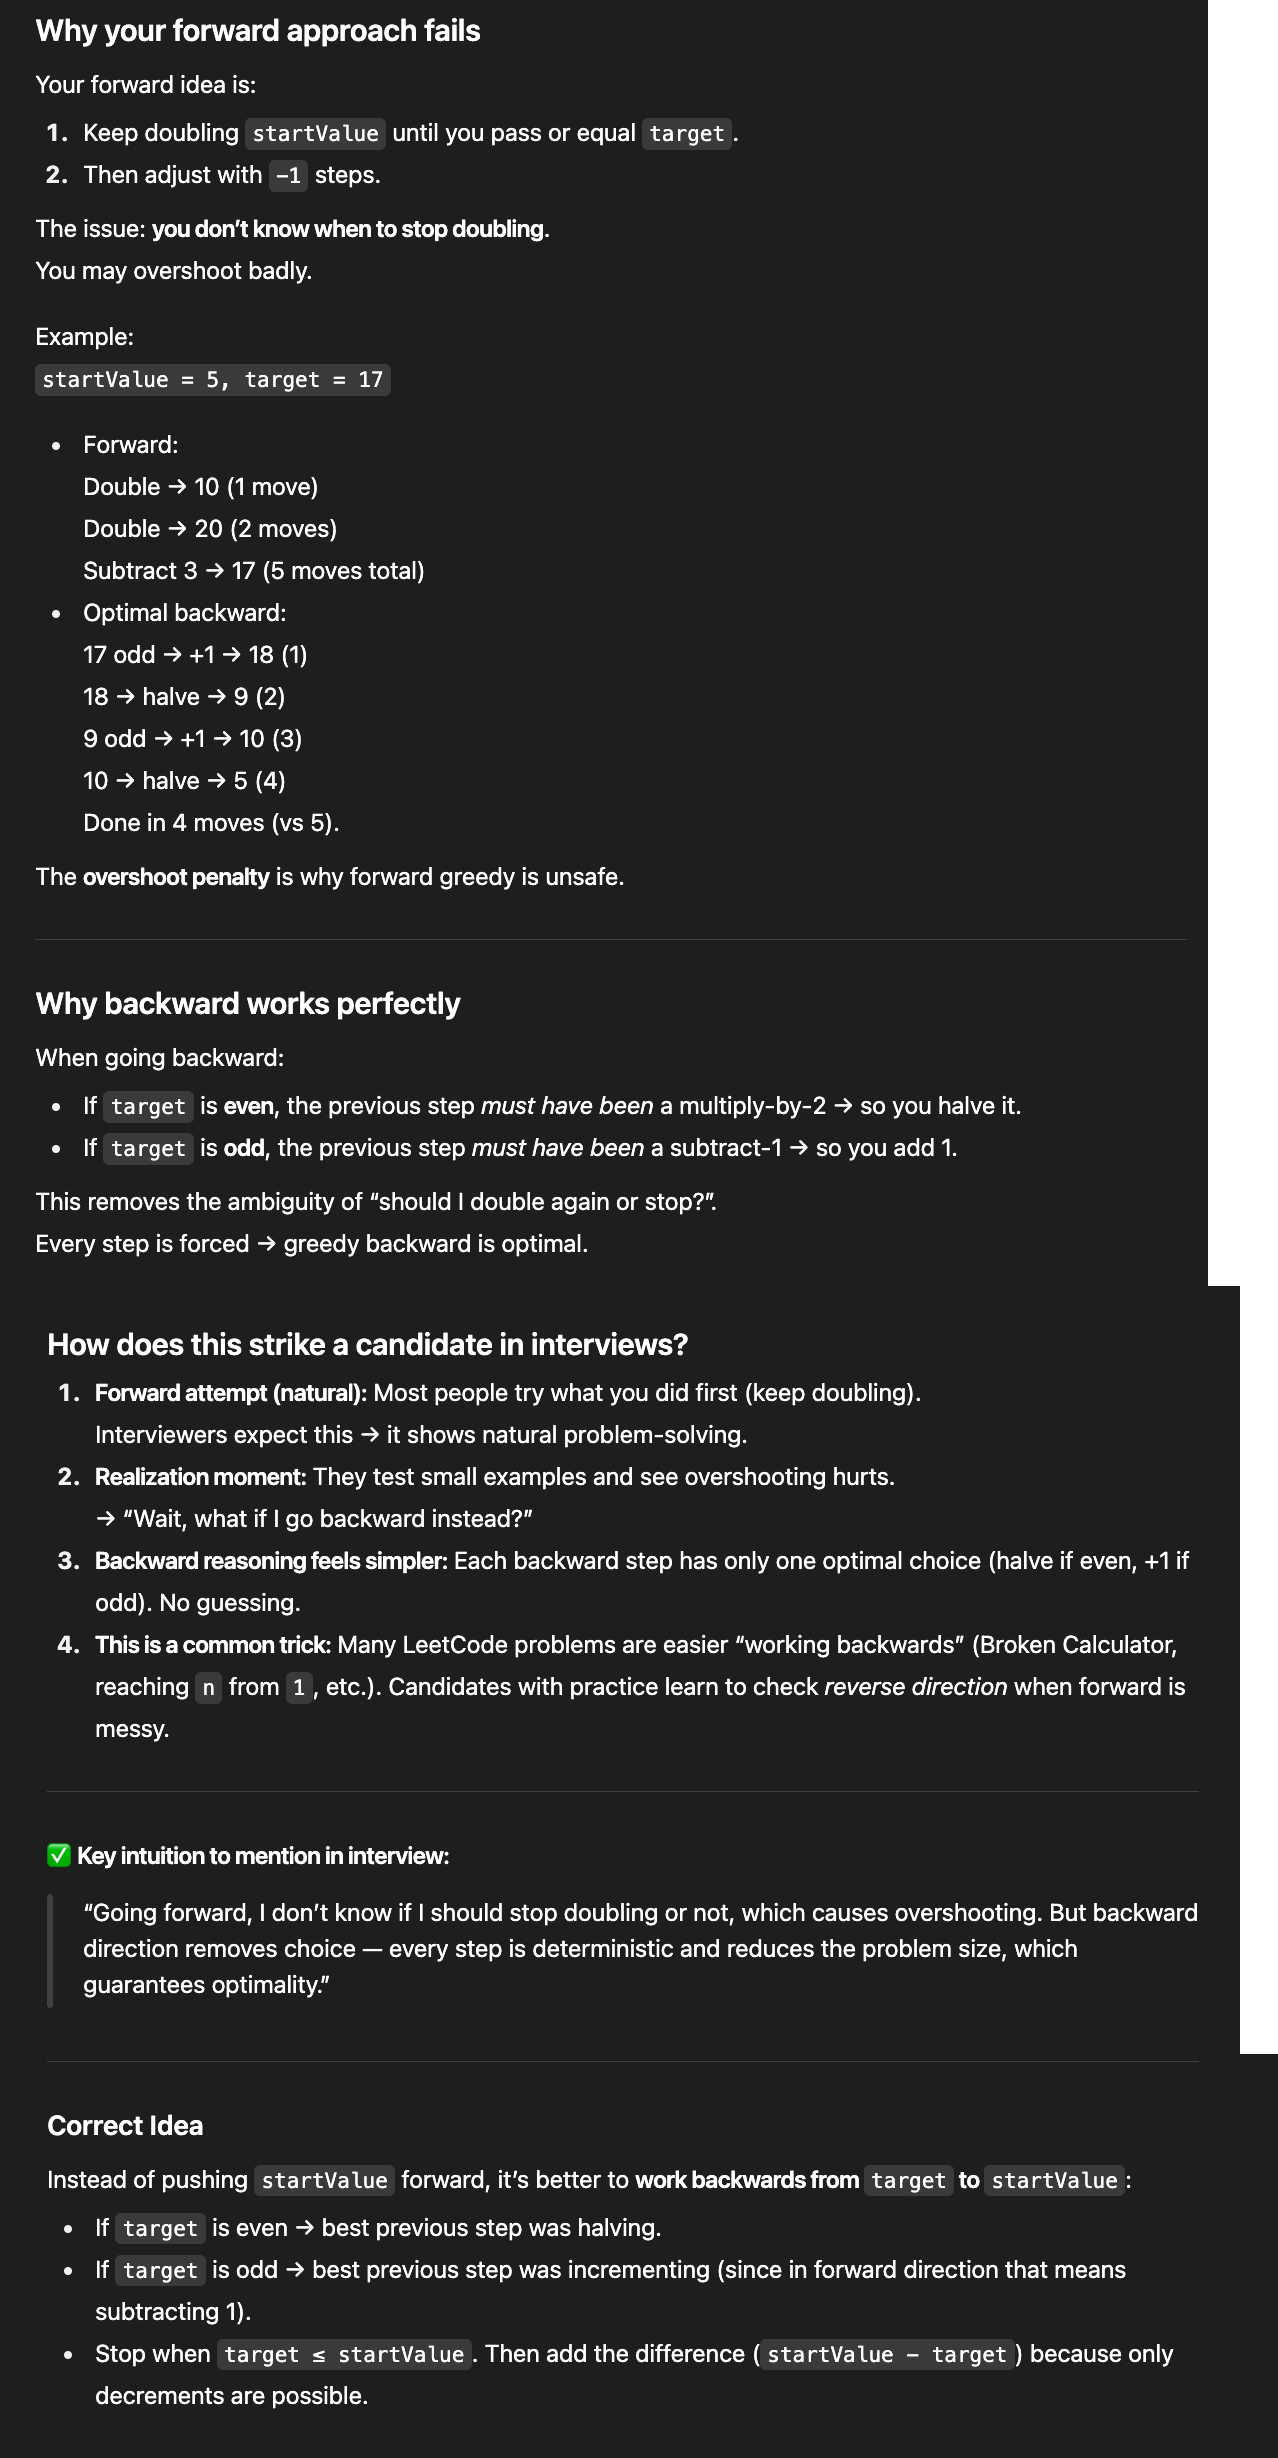 Why your forward approach fails
Your forward idea is:
1. Keep doubling startValue until you pass or equal target.
2. Then adjust with −1 steps.
The issue: you don’t know when to stop doubling.
You may overshoot badly.
Example:
startValue = 5, target = 17
• Forward:
Double → 10 (1 move)
Double → 20 (2 moves)
Subtract 3 → 17 (5 moves total)
• Optimal backward:
17 odd → +1 → 18 (1)
18 → halve → 9 (2)
9 odd → +1 → 10 (3)
10 → halve → 5 (4)
Done in 4 moves (vs 5).
The overshoot penalty is why forward greedy is unsafe.
Why backward works perfectly
When going backward:
• If target is even, the previous step must have been a multiply-by-2 → so you halve it.
• If target is odd, the previous step must have been a subtract-1 → so you add 1.
This removes the ambiguity of “should I double again or stop?”.
Every step is forced → greedy backward is optimal.
How does this strike a candidate in interviews?
1. Forward attempt (natural): Most people try what you did first (keep doubling).
Interviewers expect this → it shows natural problem-solving.
2. Realization moment: They test small examples and see overshooting hurts.
→ “Wait, what if I go backward instead?”
3. Backward reasoning feels simpler: Each backward step has only one optimal choice (halve if even, +1 if
odd). No guessing.
4. This is a common trick: Many LeetCode problems are easier “working backwards” (Broken Calculator,
reaching n from 1, etc.). Candidates with practice learn to check reverse direction when forward is
messy.
✅ Key intuition to mention in interview:
“Going forward, I don’t know if I should stop doubling or not, which causes overshooting. But backward
direction removes choice — every step is deterministic and reduces the problem size, which
guarantees optimality.”
Correct Idea
Instead of pushing startValue forward, it’s better to work backwards from target to startValue:
• If target is even → best previous step was halving.
• If target is odd → best previous step was incrementing (since in forward direction that means
subtracting 1).
• Stop when target ≤ startValue. Then add the difference (startValue − target) because only
decrements are possible.